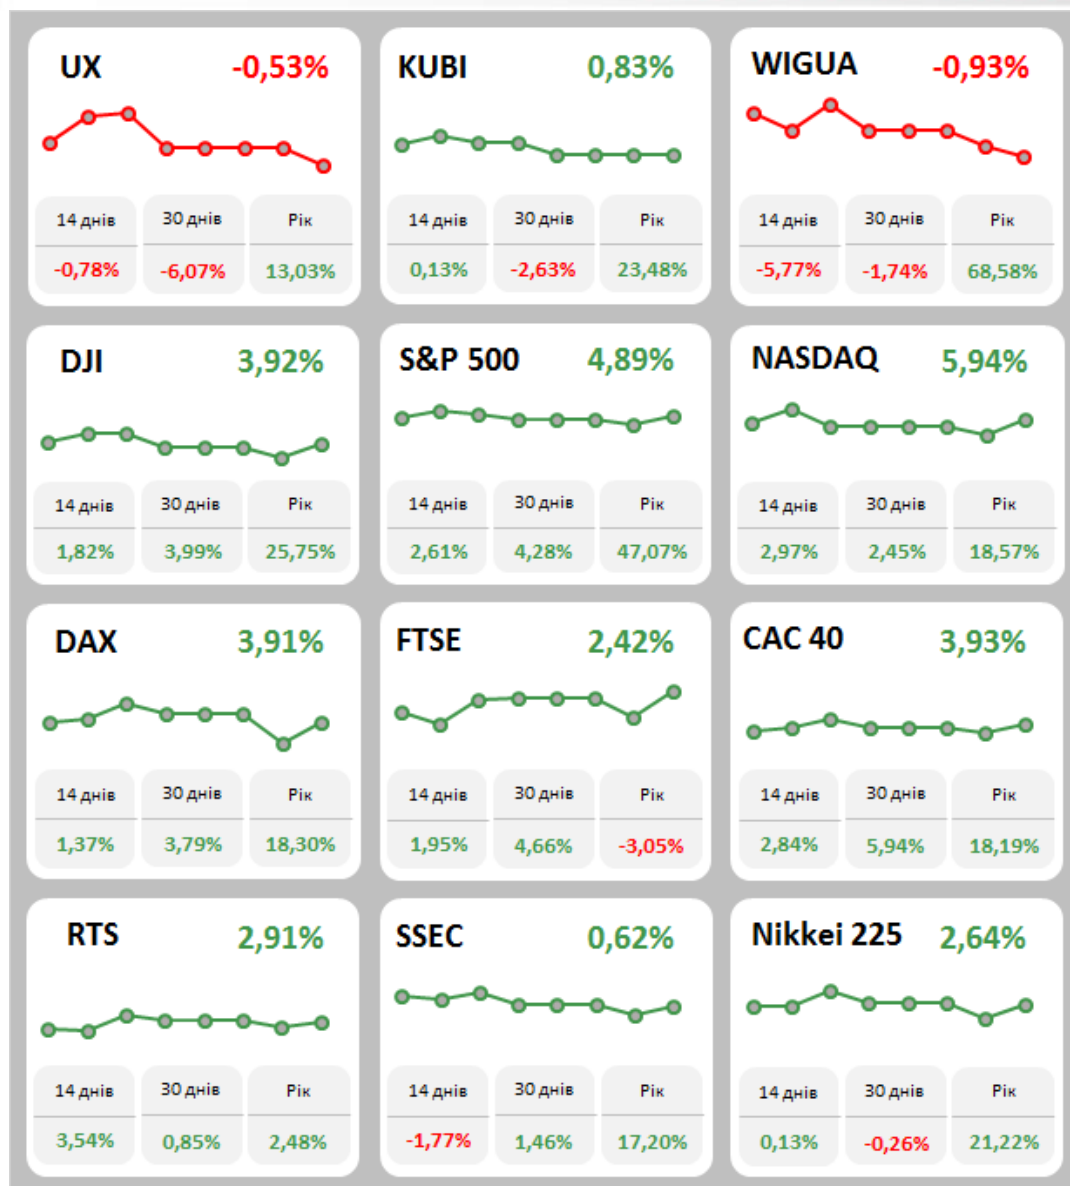 UX -0,53%
14 днів 30 днів Рік
-0,78% -6,07% 13,03%
KUBI 0,83%
14 днів 30 днів Рік
0,13% -2,63% 23,48%
WIGUA -0,93%
14 днів 30 днів Рік
-5,77% -1,74% 68,58%
DJI 3,92%
14 днів 30 днів Рік
1,82% 3,99% 25,75%
S&P 500 4,89%
14 днів 30 днів Рік
2,61% 4,28% 47,07%
NASDAQ 5,94%
14 днів 30 днів Рік
2,97% 2,45% 18,57%
DAX 3,91%
14 днів 30 днів Рік
1,37% 3,79% 18,30%
FTSE 2,42%
14 днів 30 днів Рік
1,95% 4,66% -3,05%
CAC 40 3,93%
14 днів 30 днів Рік
2,84% 5,94% 18,19%
RTS 2,91%
14 днів 30 днів Рік
3,54% 0,85% 2,48%
SSEC 0,62%
14 днів 30 днів Рік
-1,77% 1,46% 17,20%
Nikkei 225 2,64%
14 днів 30 днів Рік
0,13% -0,26% 21,22%